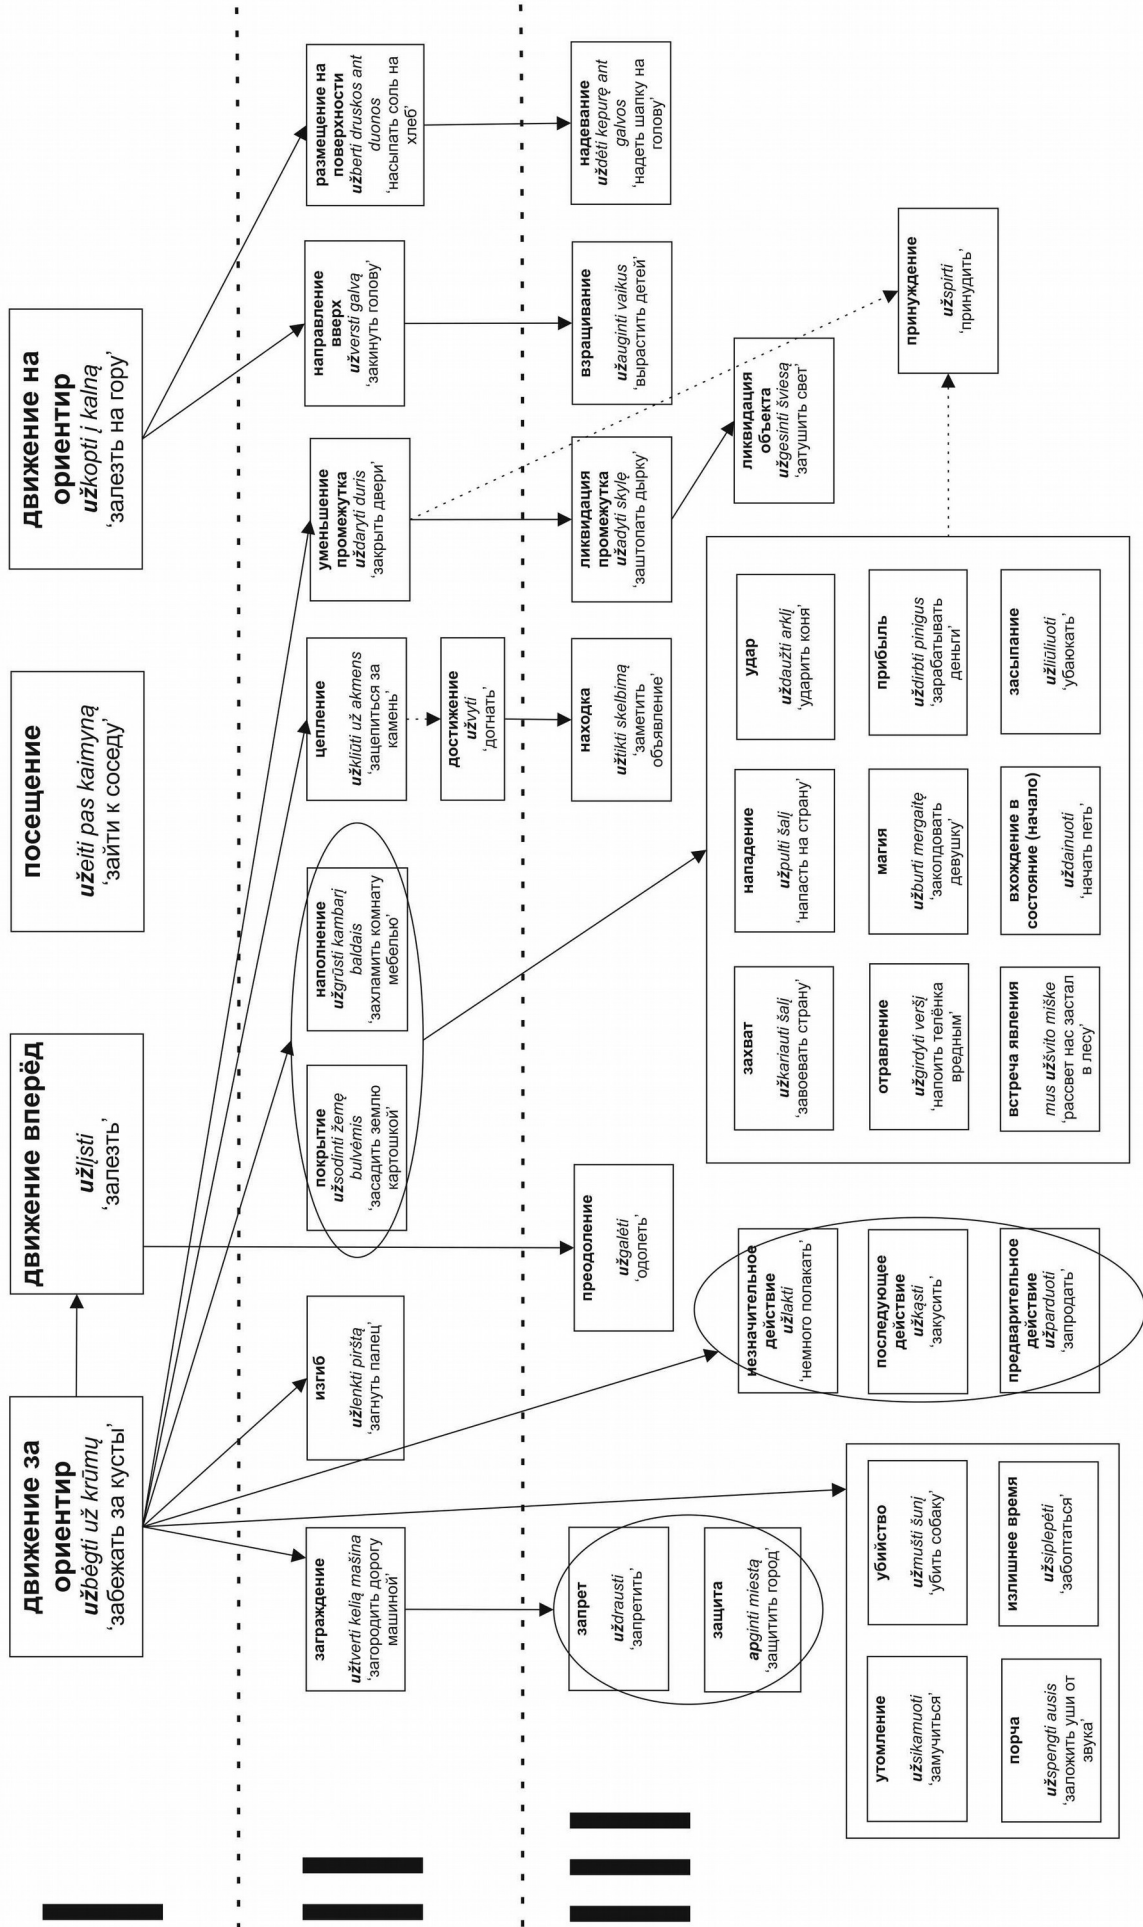 движение за
ориентир
užbėgti už krūmų
‘забежать за кусты’
движение вперёд
užlįsti
‘залезть’
посещение
užeiti pas kaimyną
‘зайти к соседу’
движение на
ориентир
užkopti į kalną
‘залезть на гору’
заграждение
užtverti kelią mašina
‘загородить дорогу
машиной’
изгиб
užlenkti pirštą
‘загнуть палец’
покрытие
užsodinti žemę
bulvėmis
‘засадить землю
картошкой’
наполнение
užgrūsti kambarį
baldais
‘захламить комнату
мебелью’
цепление
užkliūti už akmens
‘зацепиться за
камень’
достижение
užvyti
‘догнать’
уменьшение
промежутка
uždaryti duris
‘закрыть двери’
направление
вверх
užversti galvą
‘закинуть голову’
размещение на
поверхности
užberti druskos ant
duonos
‘насыпать соль на
хлеб’
запрет
uždrausti
‘запретить’
защита
apginti miestą
‘защитить город’
преодоление
užgalėti
‘одолеть’
находка
užtikti skelbimą
‘заметить
объявление’
ликвидация
промежутка
užadyti skylę
‘заштопать дырку’
взращивание
užauginti vaikus
‘вырастить детей’
надевание
uždėti kepurę ant
galvos
‘надеть шапку на
голову’
незначительное
действие
užlakti
‘немного полакать’
последующее
действие
užkąsti
‘закусить’
предварительное
действие
užparduoti
‘запродать’
захват
užkariauti šalį
‘завоевать страну’
нападение
užpulti šalį
‘напасть на страну’
удар
uždaužti arklį
‘ударить коня’
отравление
užgirdyti veršį
‘напоить телёнка
вредным’
магия
užburti mergaitę
‘заколдовать
девушку’
прибыль
uždirbti pinigus
‘зарабатывать
деньги’
встреча явления
mus užšvito miške
‘рассвет нас застал
в лесу’
вхождение в
состояние (начало)
uždainuoti
‘начать петь’
засыпание
užliūliuoti
‘убаюкать’
ликвидация
объекта
užgesinti šviesą
‘затушить свет’
принуждение
užspirti
‘принудить’
утомление
užsikamuoti
‘замучиться’
убийство
užmušti šunį
‘убить собаку’
порча
užspengti ausis
‘заложить уши от
звука’
излишнее время
užsiplepėti
‘заболтаться’